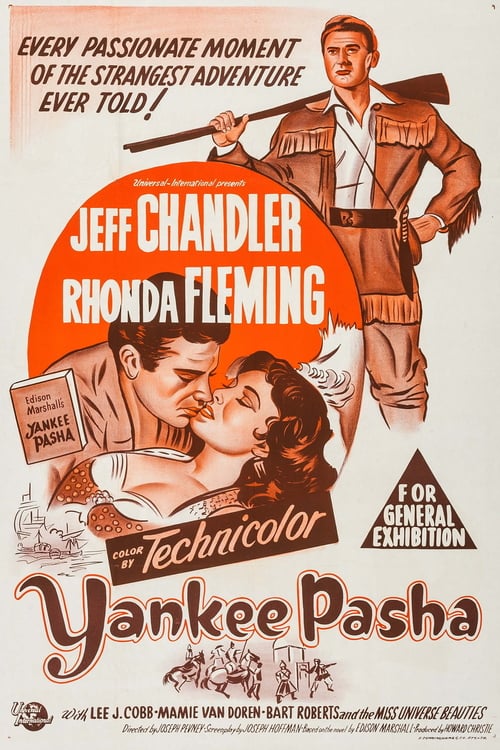 EVERY PASSIONATE MOMENT
OF THE STRANGEST ADVENTURE
EVER TOLD!
Universal-International presents
JEFF CHANDLER
RHONDA FLEMING
Edison
Marshall's
YANKEE
PASHA
COLOR
BY Technicolor
FOR
GENERAL
EXHIBITION
Yankee Pasha
Universal
International
With LEE J. COBB - MAMIE VAN DOREN - BART ROBERTS and the MISS UNIVERSE BEAUTIES
Directed by JOSEPH PEVNEY - Screenplay by JOSEPH HOFFMAN - Based on the novel by EDISON MARSHALL - Produced by HOWARD CHRISTIE